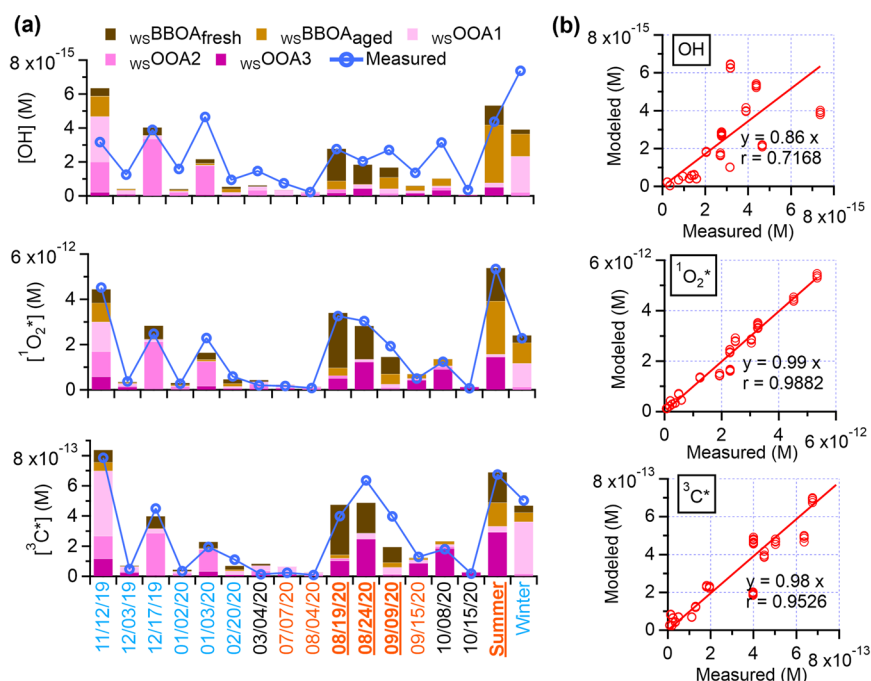 (a)
wsBBOAfresh wsBBOAaged wsOOA1
wsOOA2 wsOOA3 Measured
8 x10-15
6
4
2
0
[OH] (M)
6 x10-12
4
2
0
[1O2*] (M)
8 x10-13
6
4
2
0
[3C*] (M)
11/12/19
12/03/19
12/17/19
01/02/20
01/03/20
02/20/20
03/04/20
07/07/20
08/04/20
08/19/20
08/24/20
09/09/20
09/15/20
10/08/20
10/15/20
Summer
Winter
(b)
8 x10-15
OH
6
4
2
0
Modeled (M)
y = 0.86 x
r = 0.7168
0 2 4 6 8 x10-15
Measured (M)
6 x10-12
1O2*
4
2
0
Modeled (M)
y = 0.99 x
r = 0.9882
0 2 4 6 x10-12
Measured (M)
8 x10-13
3C*
6
4
2
0
Modeled (M)
y = 0.98 x
r = 0.9526
0 2 4 6 8 x10-13
Measured (M)